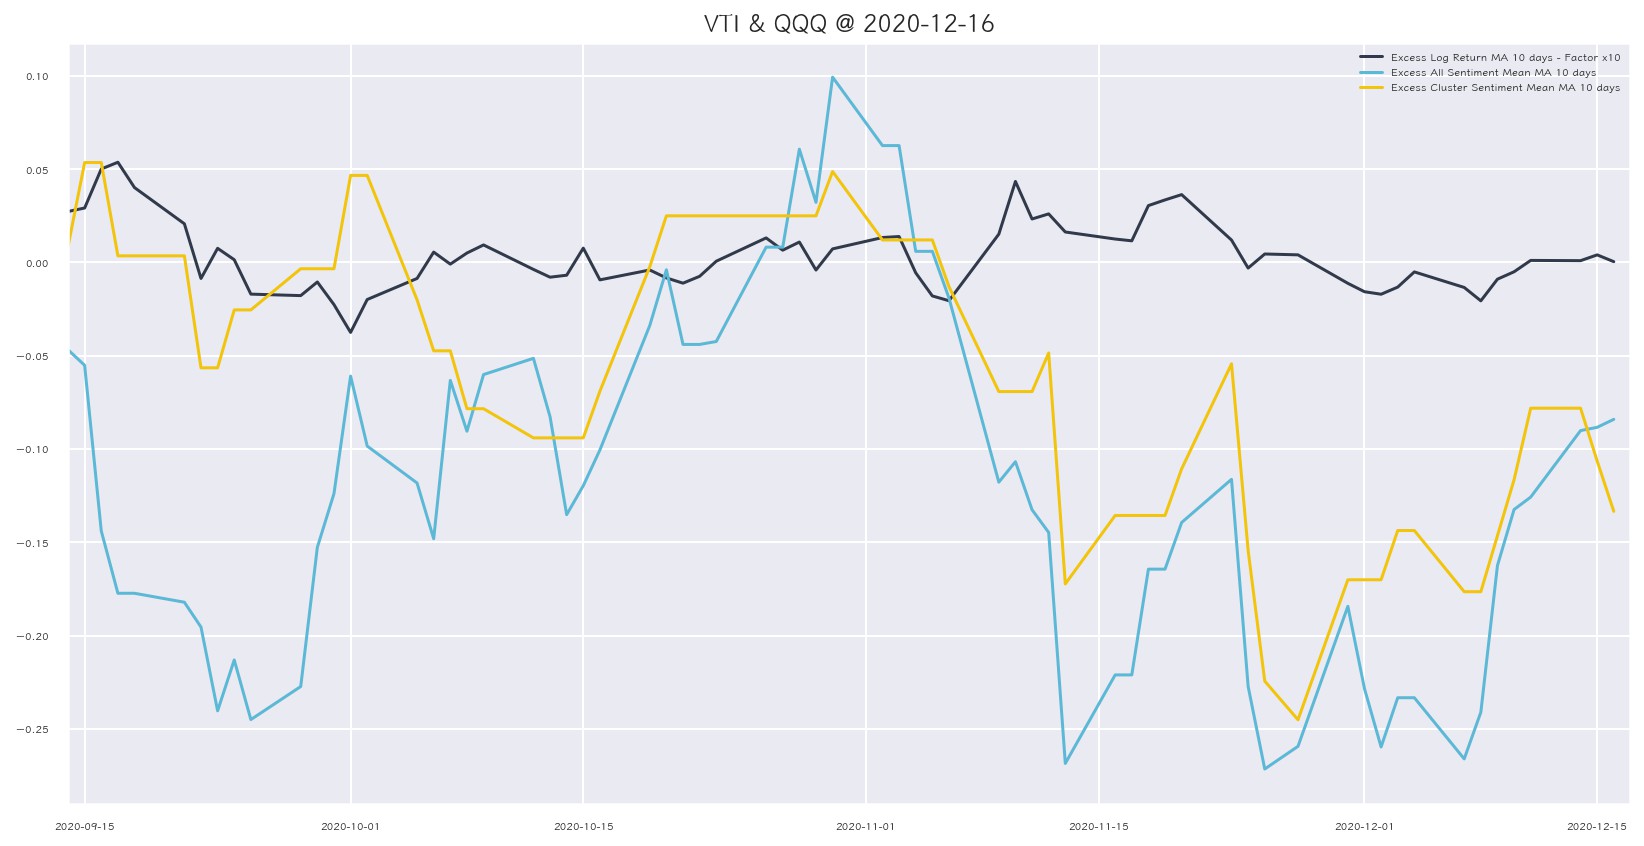 VTI & QQQ @ 2020-12-16
Excess Log Return MA 10 days - Factor x10
Excess All Sentiment Mean MA 10 days
Excess Cluster Sentiment Mean MA 10 days
0.10
0.05
0.00
−0.05
−0.10
−0.15
−0.20
−0.25
2020-09-15 2020-10-01 2020-10-15 2020-11-01 2020-11-15 2020-12-01 2020-12-15